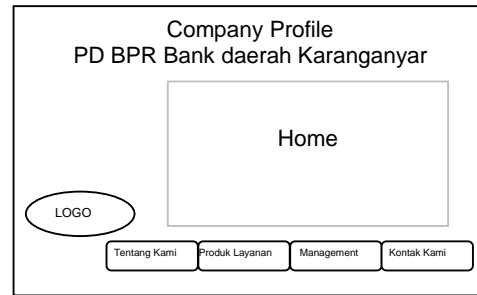 Company Profile
PD BPR Bank daerah Karanganyar
Home
LOGO
Tentang Kami
Produk Layanan
Management
Kontak Kami